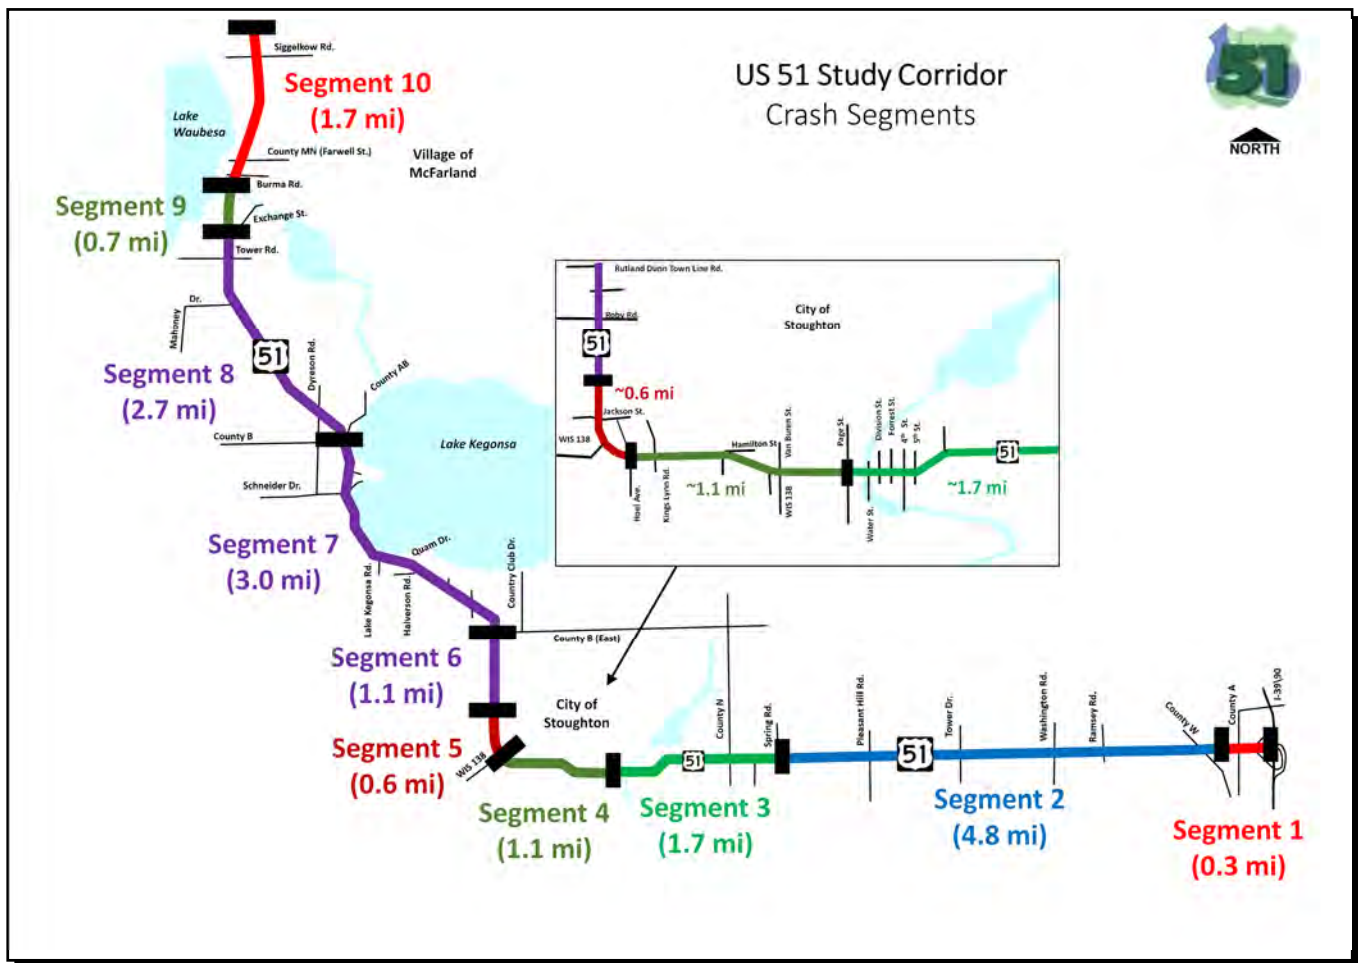 US 51 Study Corridor
Crash Segments
51
NORTH
Siggelkow Rd.
Segment 10
(1.7 mi)
Lake
Waubesa
County MN (Farwell St.)
Village of
McFarland
Burma Rd.
Segment 9
(0.7 mi)
Exchange St.
Tower Rd.
Mahoney
Dr.
51
Segment 8
(2.7 mi)
Dyreson Rd.
County AB
County B
Lake Kegonsa
Schneider Dr.
Segment 7
(3.0 mi)
Quam Dr.
Lake Kegonsa Rd.
Halverson Rd.
Country Club Dr.
County B (East)
Segment 6
(1.1 mi)
City of
Stoughton
Segment 5
(0.6 mi)
WIS 138
Segment 4
(1.1 mi)
51
Segment 3
(1.7 mi)
County N
Spring Rd.
Pleasant Hill Rd.
51
Tower Dr.
Segment 2
(4.8 mi)
Washington Rd.
Ramsey Rd.
County W
County A
I-39\90
Segment 1
(0.3 mi)
Rutland Dunn Town Line Rd.
Roby Rd.
51
City of
Stoughton
~0.6 mi
Jackson St.
WIS 138
Hoel Ave.
Kings Lynn Rd.
Hamilton St
~1.1 mi
Van Buren St.
WIS 138
Page St.
Water St.
Division St.
Forrest St.
4th St.
5th St.
~1.7 mi
51